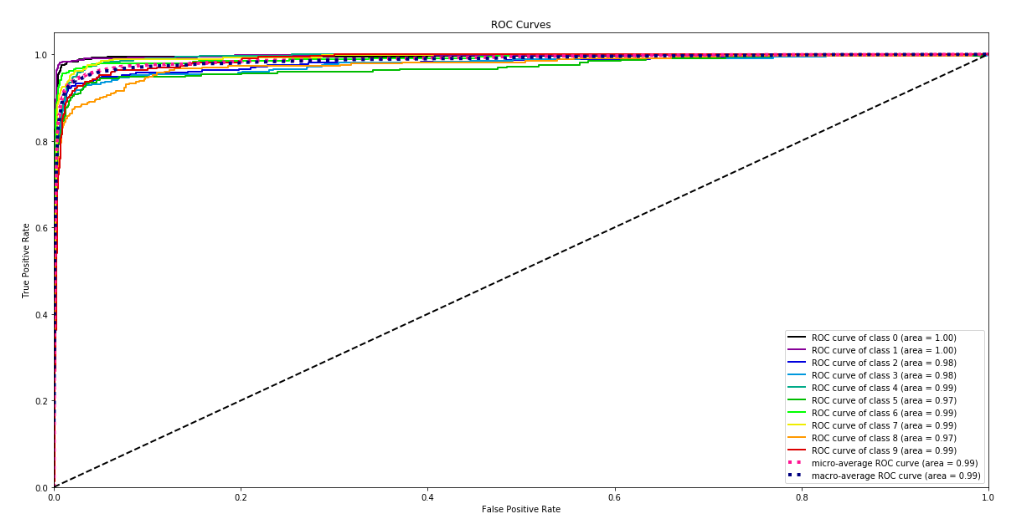 ROC Curves
1.0
0.8
0.6
0.4
0.2
0.0
True Positive Rate
0.0 0.2 0.4 0.6 0.8 1.0
False Positive Rate
ROC curve of class 0 (area = 1.00)
ROC curve of class 1 (area = 1.00)
ROC curve of class 2 (area = 0.98)
ROC curve of class 3 (area = 0.98)
ROC curve of class 4 (area = 0.99)
ROC curve of class 5 (area = 0.97)
ROC curve of class 6 (area = 0.99)
ROC curve of class 7 (area = 0.99)
ROC curve of class 8 (area = 0.97)
ROC curve of class 9 (area = 0.99)
micro-average ROC curve (area = 0.99)
macro-average ROC curve (area = 0.99)